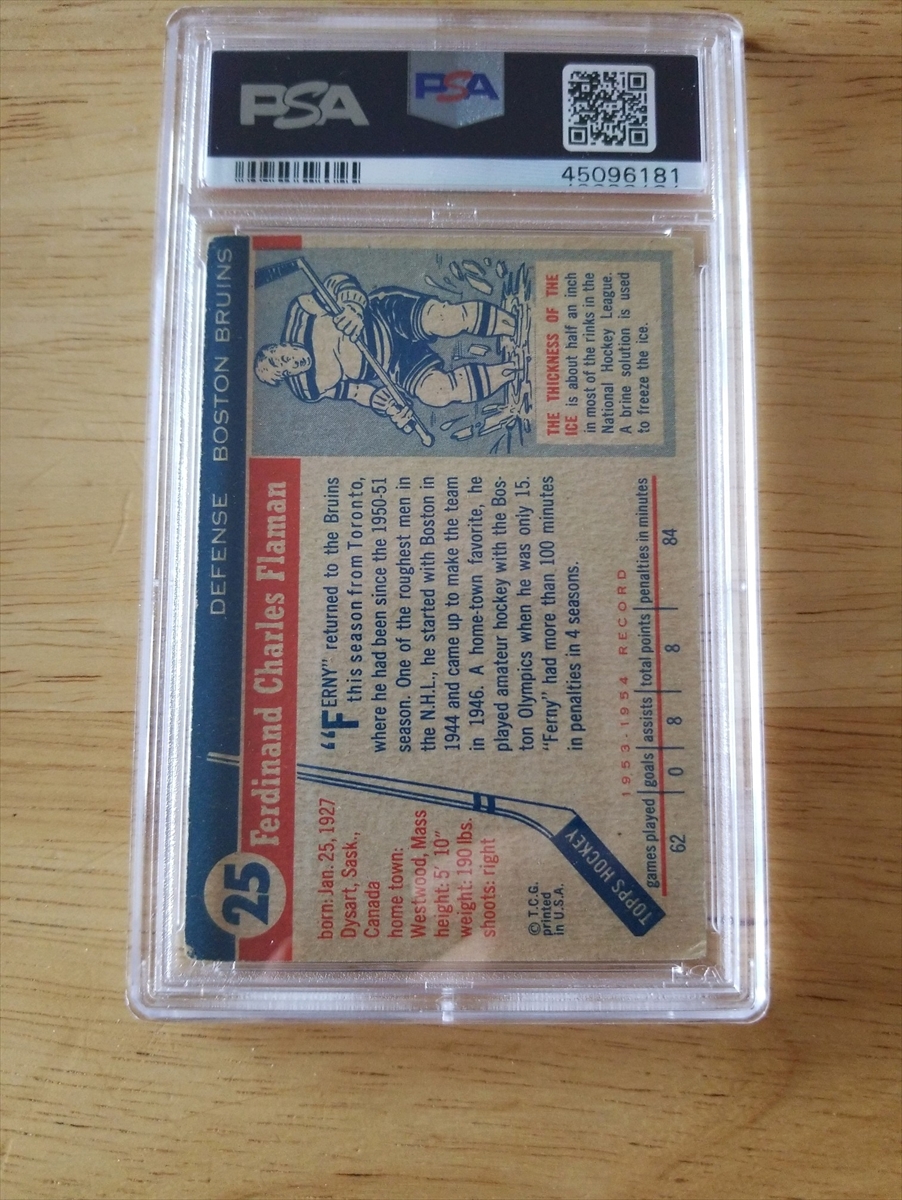 PSA
PSA
45096181
25
DEFENSE BOSTON BRUINS
Ferdinand Charles Flaman
born: Jan. 25, 1927
Dysart, Sask.,
Canada
home town:
Westwood, Mass
height: 5' 10"
weight: 190 lbs.
shoots: right
© T.C.G.
printed
in U.S.A.
TOPPS HOCKEY
“FERNY” returned to the Bruins
this season from Toronto,
where he had been since the 1950-51
season. One of the roughest men in
the N.H.L., he started with Boston in
1944 and came up to make the team
in 1946. A home-town favorite, he
played amateur hockey with the Bos-
ton Olympics when he was only 15.
“Ferny” had more than 100 minutes
in penalties in 4 seasons.
THE THICKNESS OF THE
ICE is about half an inch
in most of the rinks in the
National Hockey League.
A brine solution is used
to freeze the ice.
1953-1954 RECORD
games played goals assists total points penalties in minutes
62 0 8 8 84